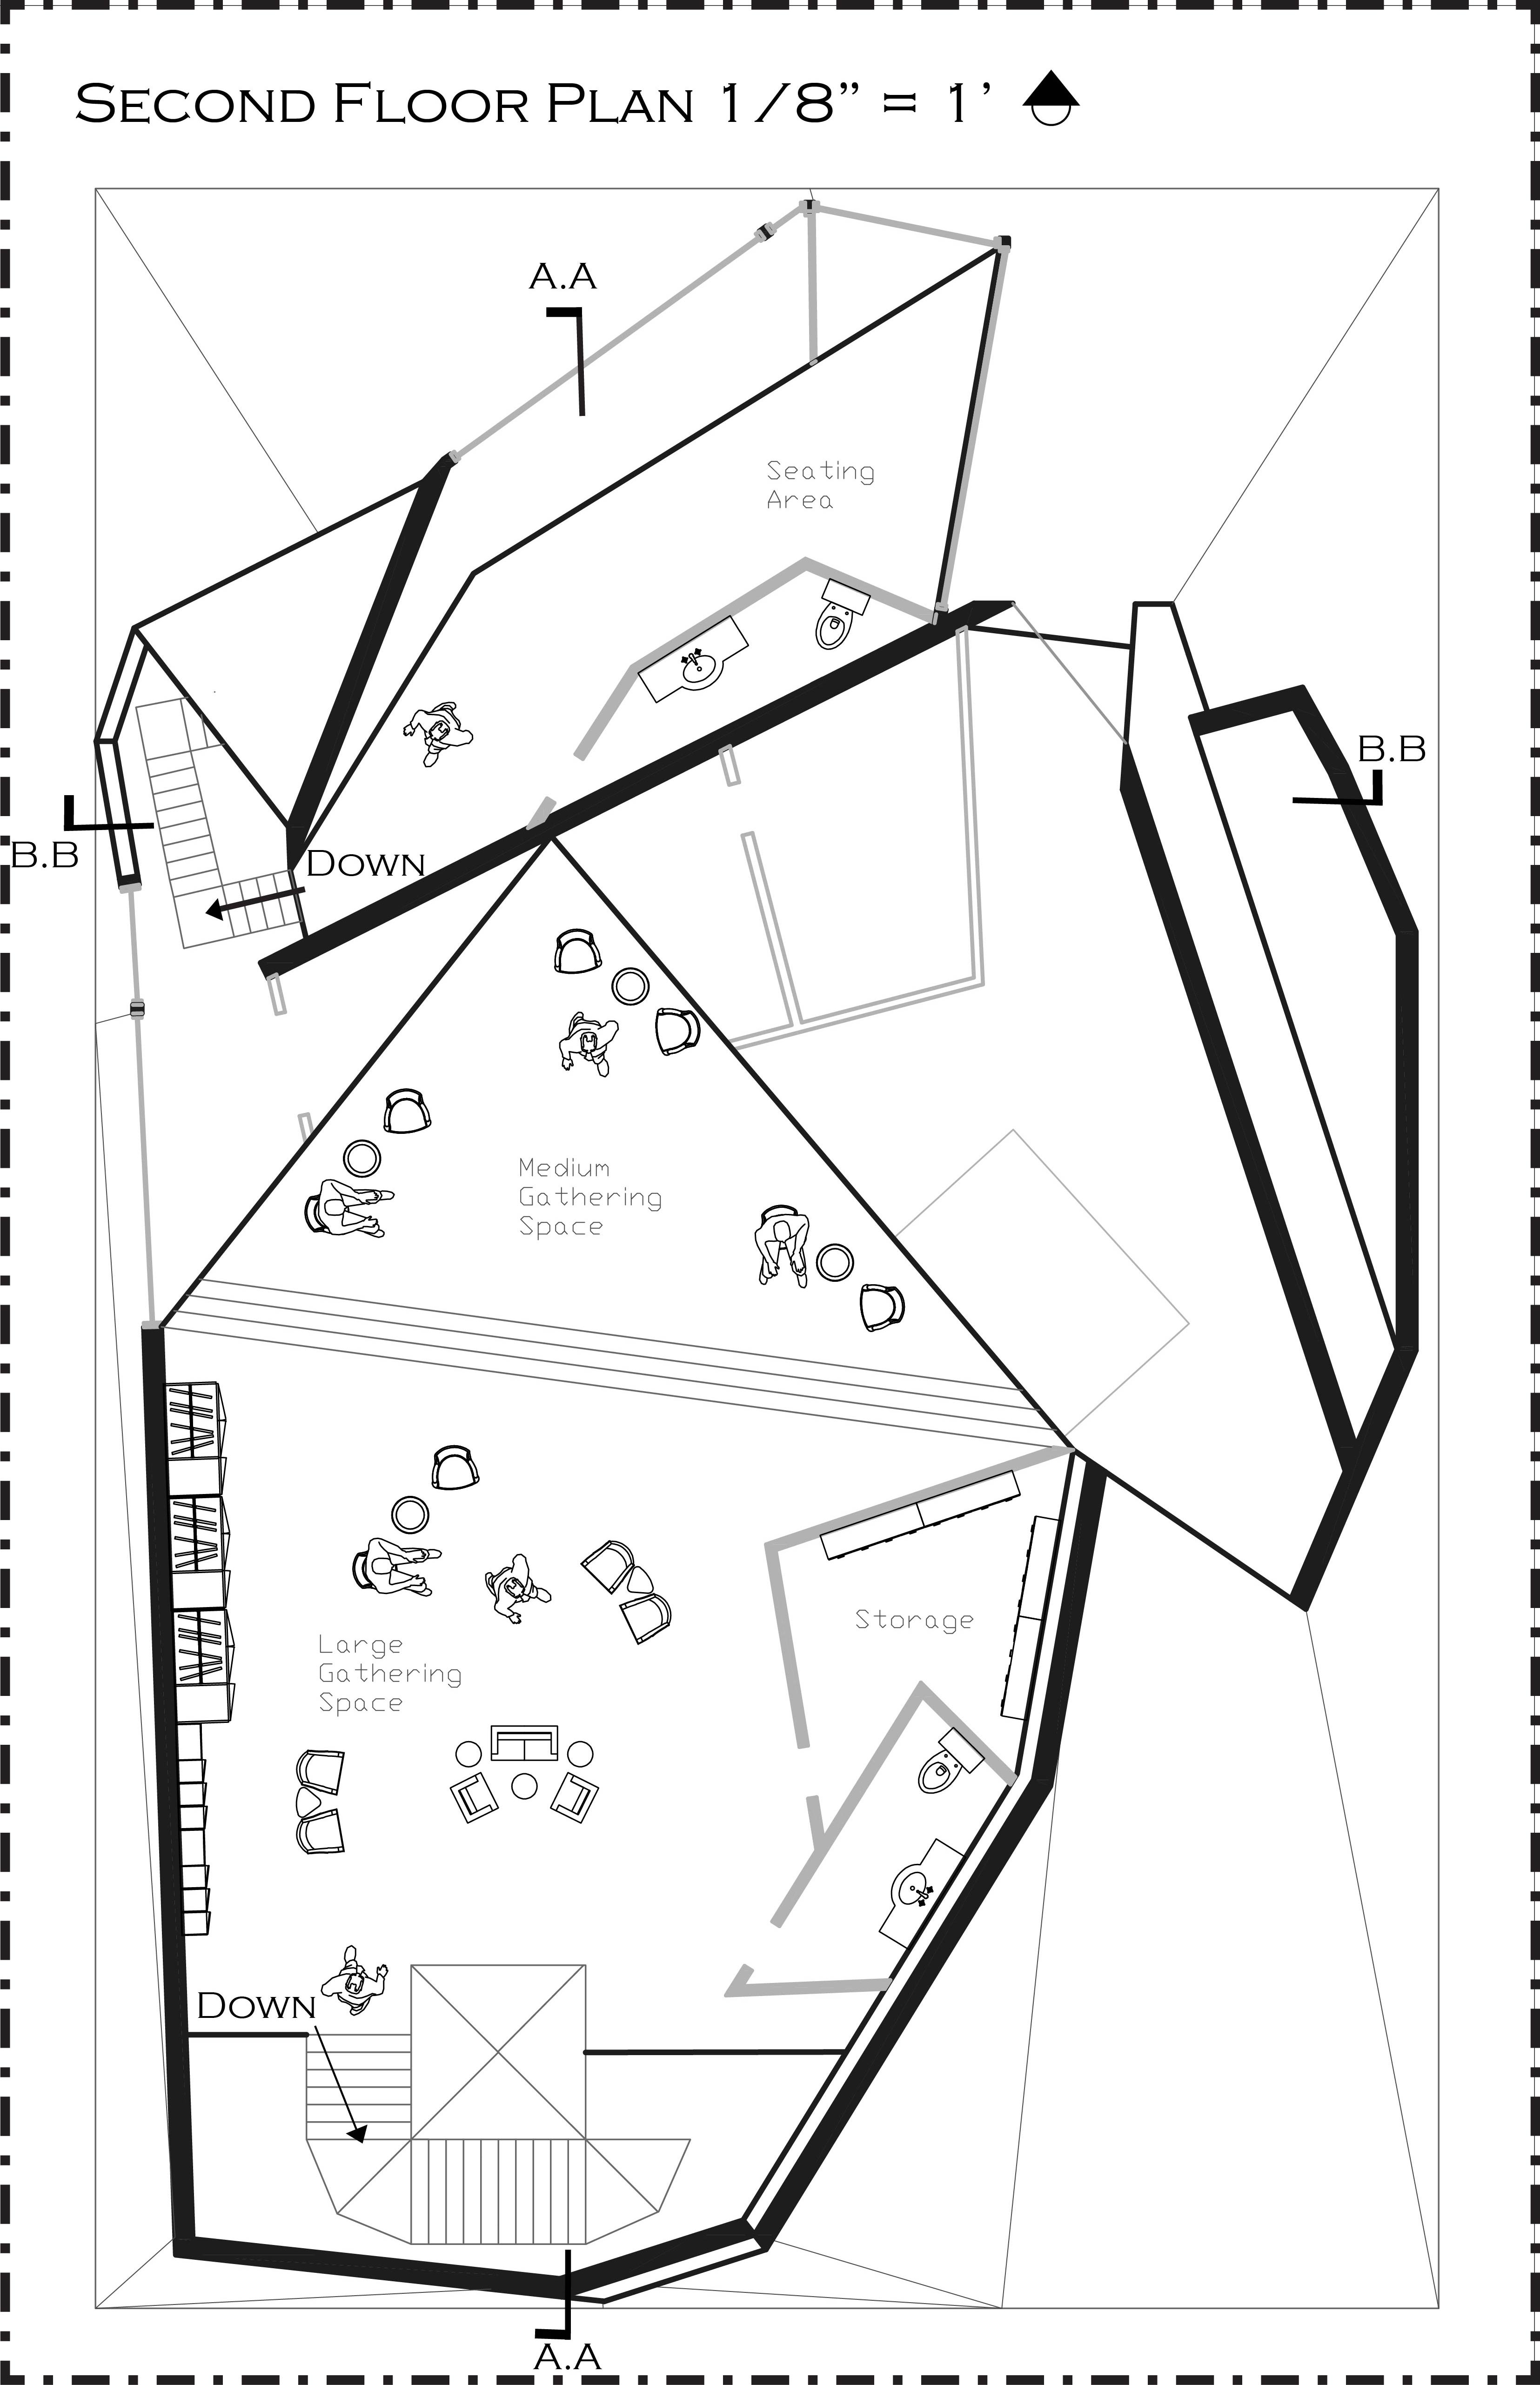 Second Floor Plan 1/8” = 1’
A.A
Seating
Area
B.B
B.B
Down
Medium
Gathering
Space
Storage
Large
Gathering
Space
Down
A.A